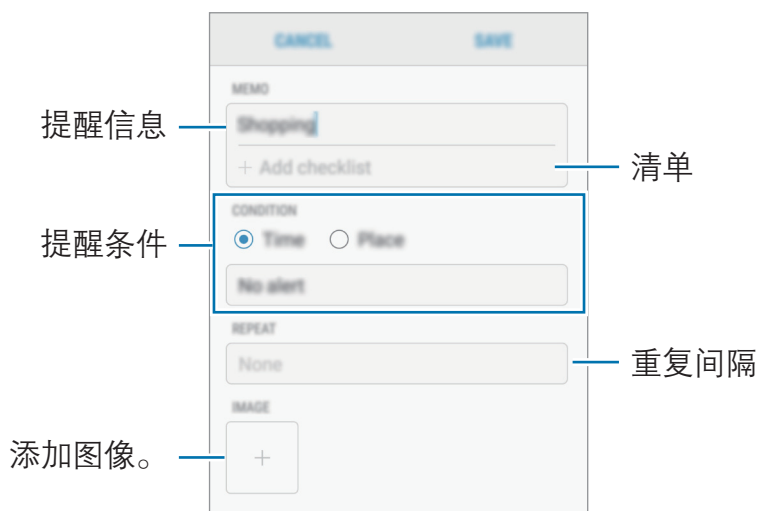 CANCEL SAVE
MEMO
提醒信息
Shopping
+ Add checklist
清单
CONDITION
提醒条件
Time Place
No alert
REPEAT
None
重复间隔
IMAGE
添加图像。
+